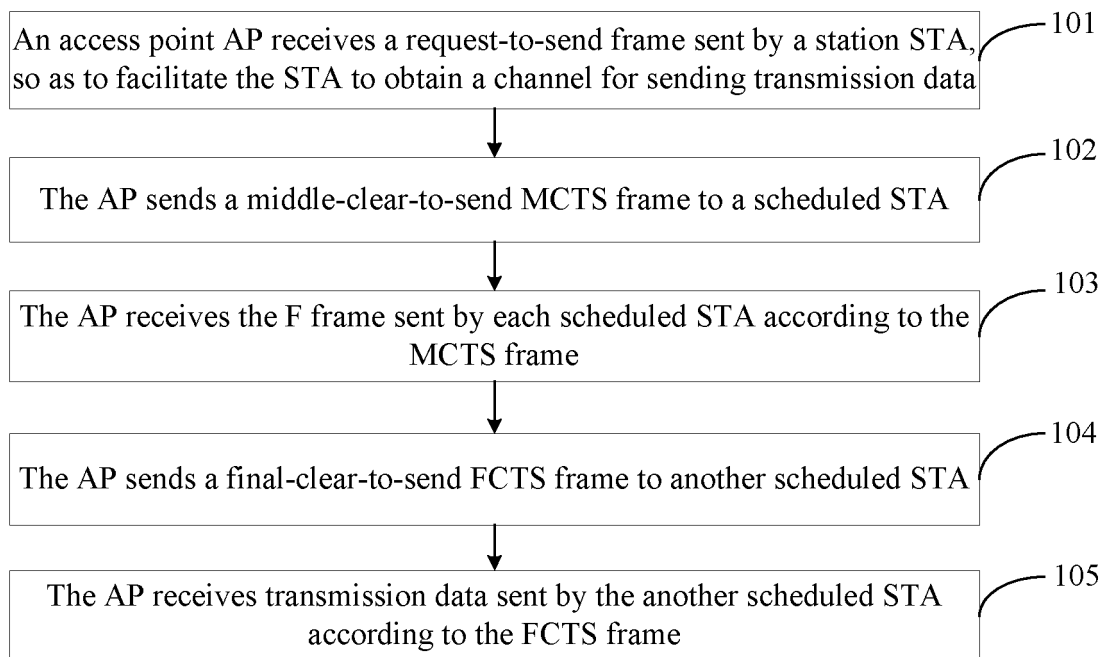 An access point AP receives a request-to-send frame sent by a station STA,
so as to facilitate the STA to obtain a channel for sending transmission data
101
The AP sends a middle-clear-to-send MCTS frame to a scheduled STA
102
The AP receives the F frame sent by each scheduled STA according to the
MCTS frame
103
The AP sends a final-clear-to-send FCTS frame to another scheduled STA
104
The AP receives transmission data sent by the another scheduled STA
according to the FCTS frame
105